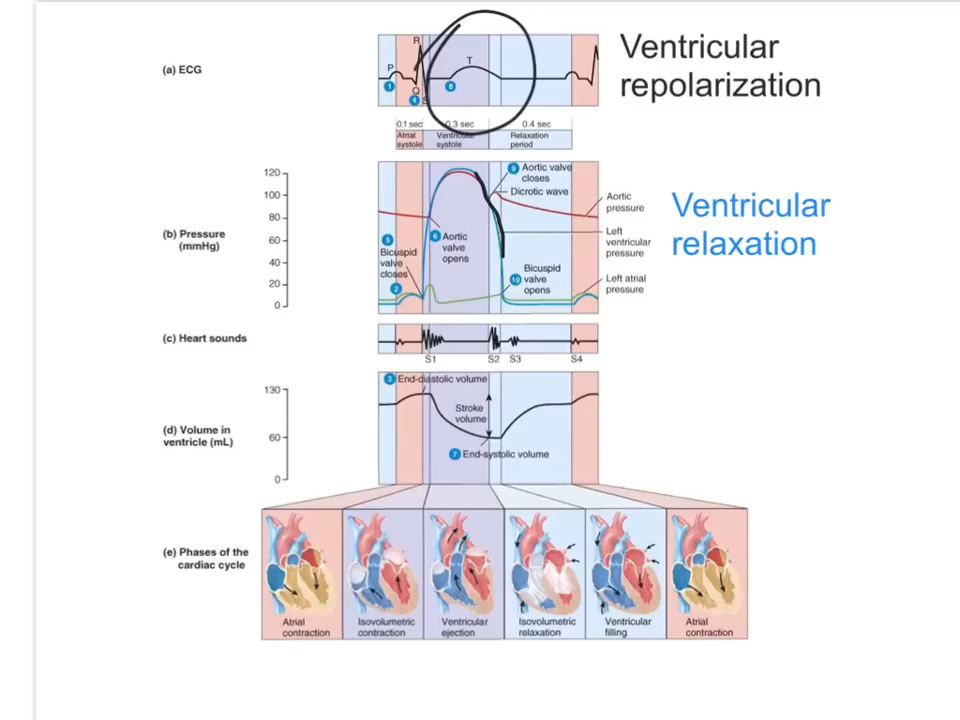 Ventricular
repolarization
(a) ECG
P
R
Q
S
T
1
4
8
0.1 sec
0.3 sec
0.4 sec
Atrial
systole
Ventricular
systole
Relaxation
period
Ventricular
relaxation
(b) Pressure
(mmHg)
120
100
80
60
40
20
0
9 Aortic valve
closes
Dicrotic wave
Aortic
pressure
5
Bicuspid
valve
closes
2
6 Aortic
valve
opens
Left
ventricular
pressure
10 Bicuspid
valve
opens
Left atrial
pressure
(c) Heart sounds
S1
S2
S3
S4
(d) Volume in
ventricle (mL)
130
60
0
3 End-diastolic volume
Stroke
volume
7 End-systolic volume
(e) Phases of the
cardiac cycle
Atrial
contraction
Isovolumetric
contraction
Ventricular
ejection
Isovolumetric
relaxation
Ventricular
filling
Atrial
contraction